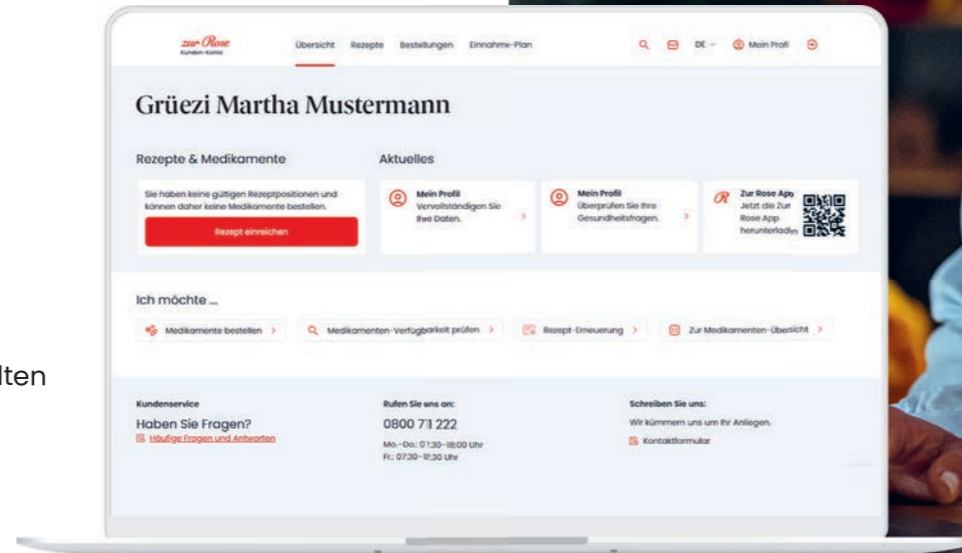 zur Rose
Kunden-Konto
Übersicht Rezepte Bestellungen Einnahme-Plan
DE
Mein Profil
Grüezi Martha Mustermann
Rezepte & Medikamente
Aktuelles
Sie haben keine gültigen Rezeptpositionen und
können daher keine Medikamente bestellen.
Rezept einreichen
Mein Profil
Vervollständigen Sie
Ihre Daten.
Mein Profil
Überprüfen Sie Ihre
Gesundheitsfragen.
Zur Rose App
Jetzt die Zur
Rose App
herunterladen
Ich möchte ...
Medikamente bestellen
Medikamenten-Verfügbarkeit prüfen
Rezept-Erneuerung
Zur Medikamenten-Übersicht
lten
Kundenservice
Haben Sie Fragen?
Häufige Fragen und Antworten
Rufen Sie uns an:
0800 711 222
Mo.–Do.: 07:30–18:00 Uhr
Fr.: 07:30–17:30 Uhr
Schreiben Sie uns:
Wir kümmern uns um Ihr Anliegen.
Kontaktformular